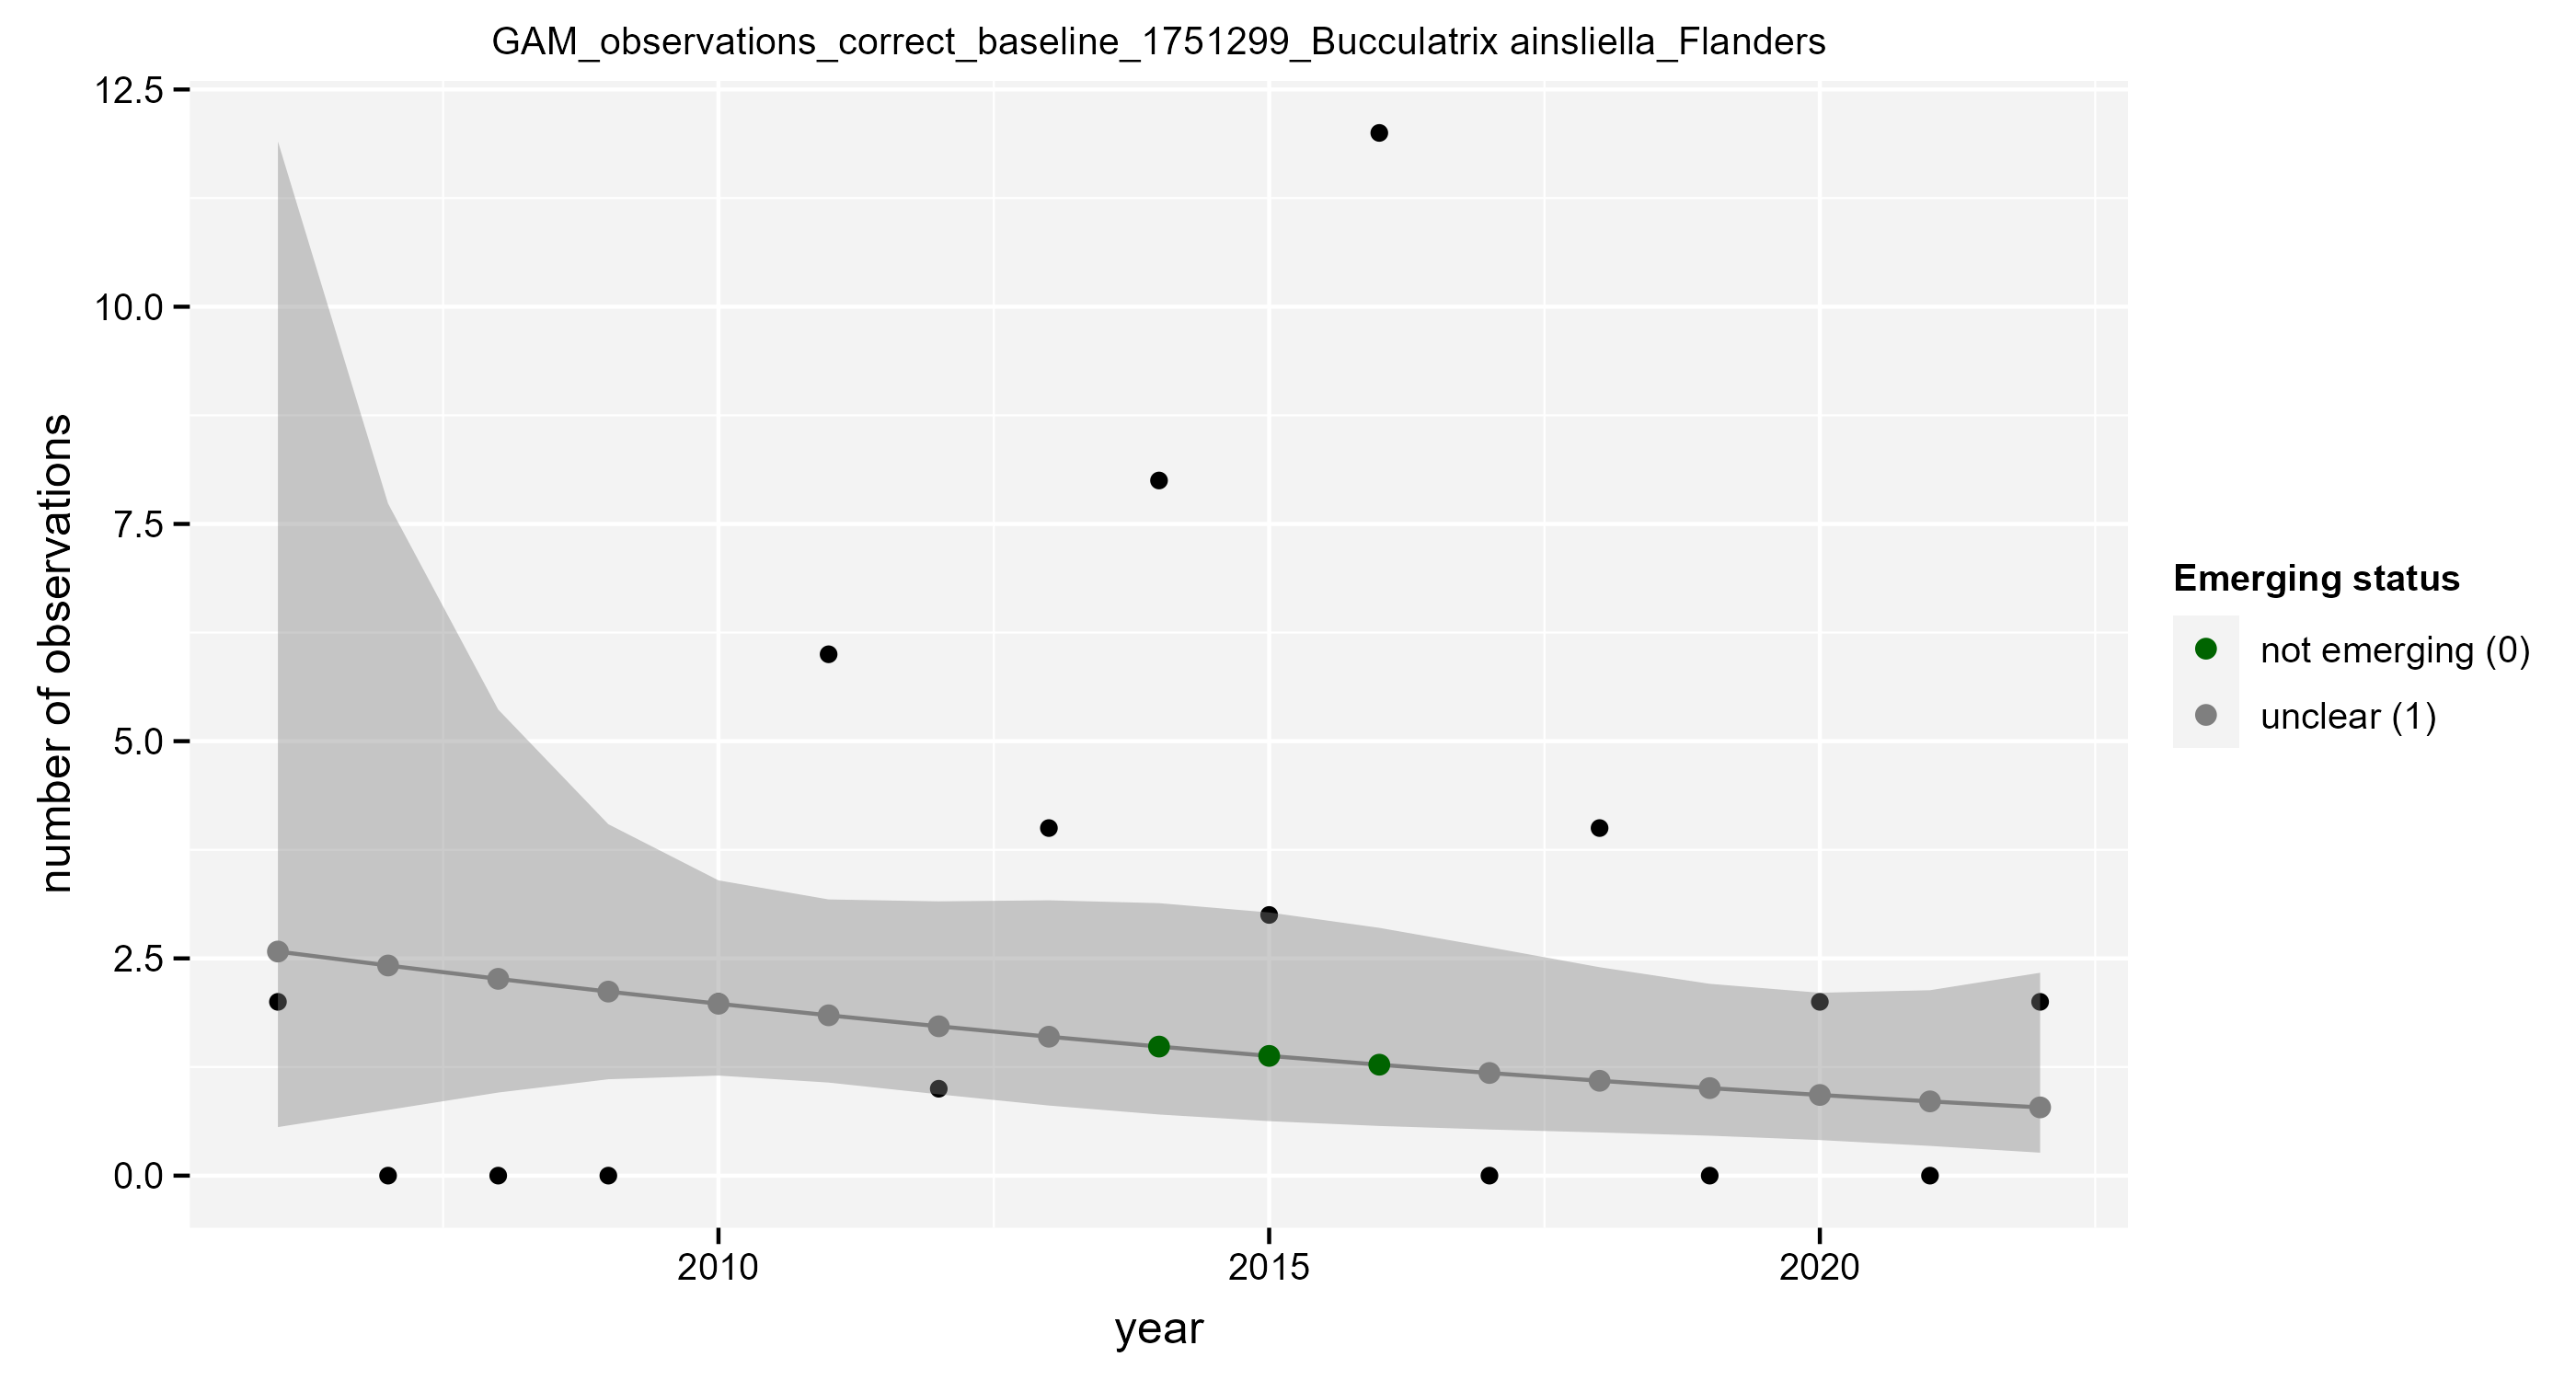 GAM_observations_correct_baseline_1751299_Bucculatrix ainsliella_Flanders
12.5
10.0
7.5
5.0
2.5
0.0
number of observations
2010
2015
2020
year
Emerging status
not emerging (0)
unclear (1)